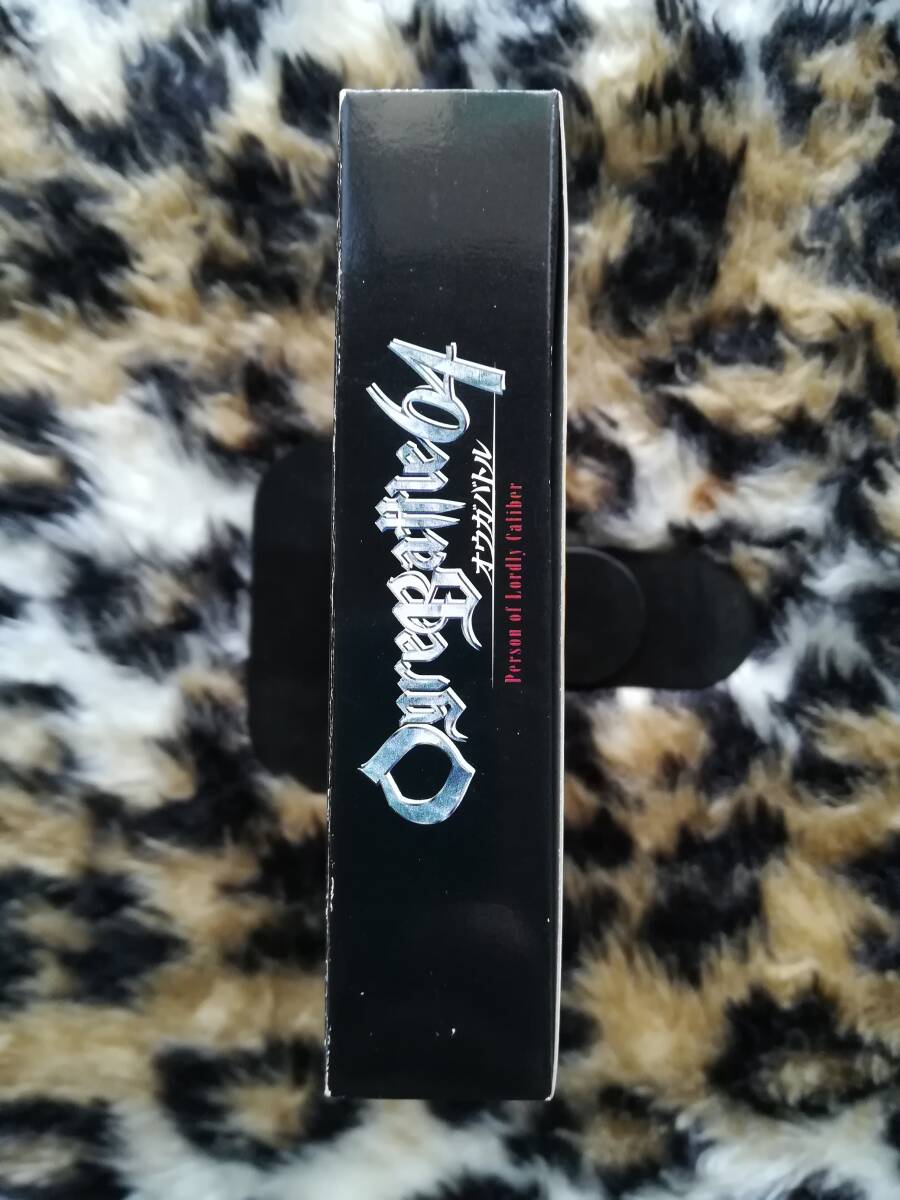 OgreBattle64
オウガバトル
Person of Lordly Caliber